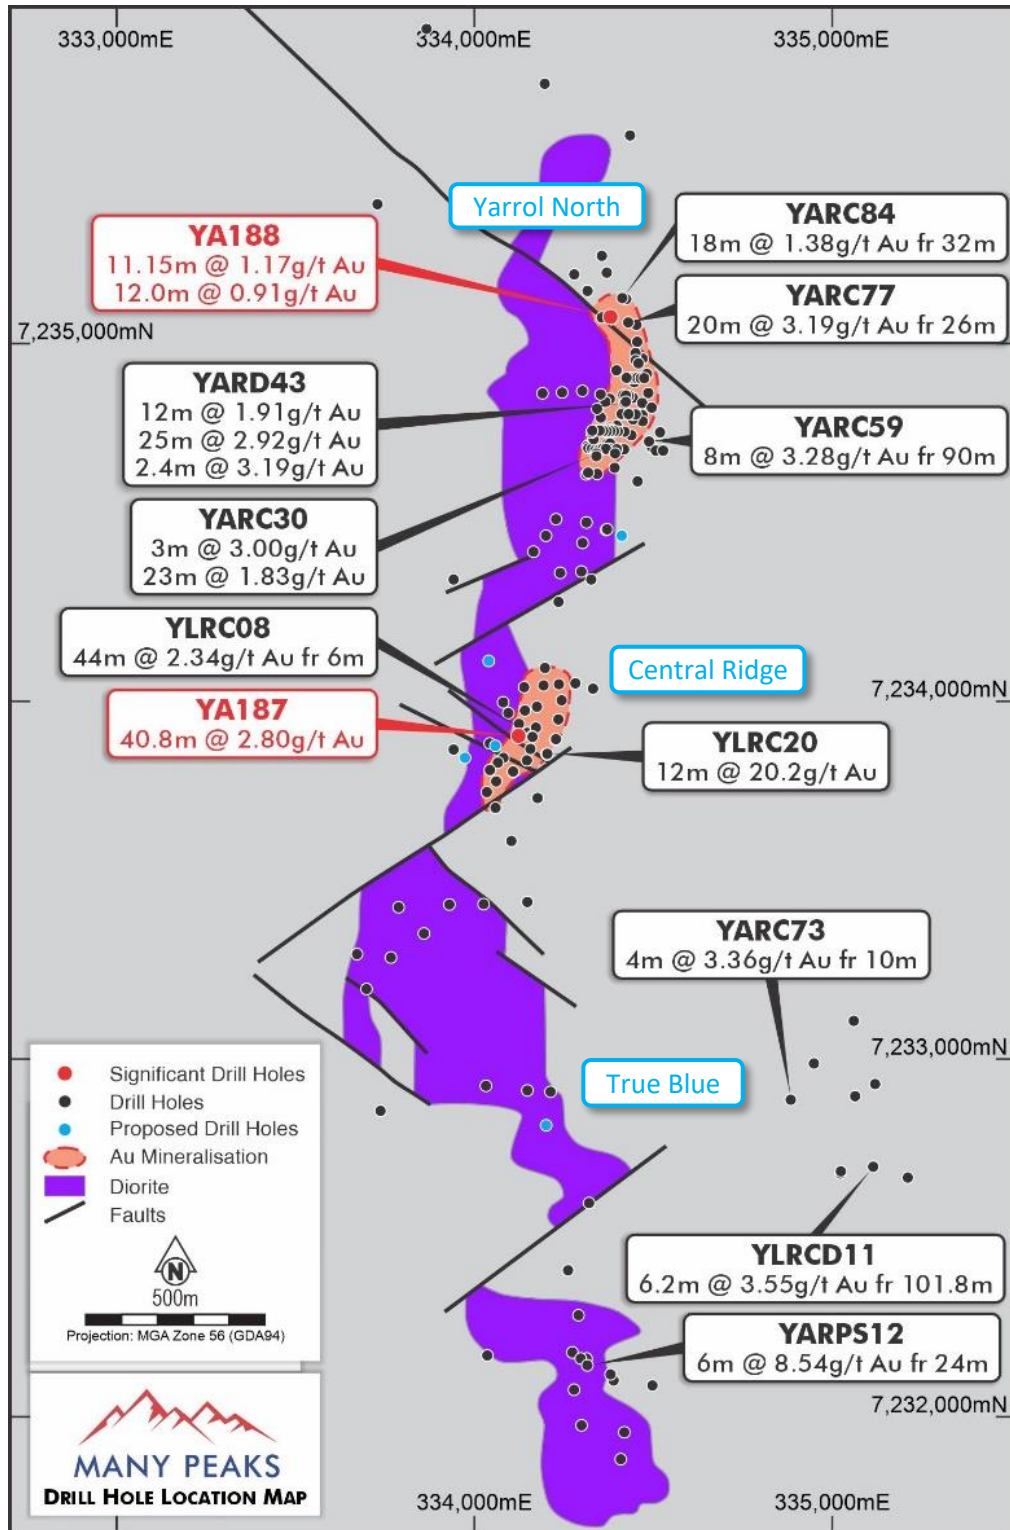 333,000mE
334,000mE
335,000mE
Yarrol North
YARC84
18m @ 1.38g/t Au fr 32m
YA188
11.15m @ 1.17g/t Au
12.0m @ 0.91g/t Au
YARC77
20m @ 3.19g/t Au fr 26m
7,235,000mN
YARD43
12m @ 1.91g/t Au
25m @ 2.92g/t Au
2.4m @ 3.19g/t Au
YARC59
8m @ 3.28g/t Au fr 90m
YARC30
3m @ 3.00g/t Au
23m @ 1.83g/t Au
YLRC08
44m @ 2.34g/t Au fr 6m
Central Ridge
7,234,000mN
YA187
40.8m @ 2.80g/t Au
YLRC20
12m @ 20.2g/t Au
YARC73
4m @ 3.36g/t Au fr 10m
7,233,000mN
True Blue
Significant Drill Holes
Drill Holes
Proposed Drill Holes
Au Mineralisation
Diorite
Faults
N
500m
Projection: MGA Zone 56 (GDA94)
YLRCD11
6.2m @ 3.55g/t Au fr 101.8m
YARPS12
6m @ 8.54g/t Au fr 24m
7,232,000mN
MANY PEAKS
DRILL HOLE LOCATION MAP
334,000mE
335,000mE